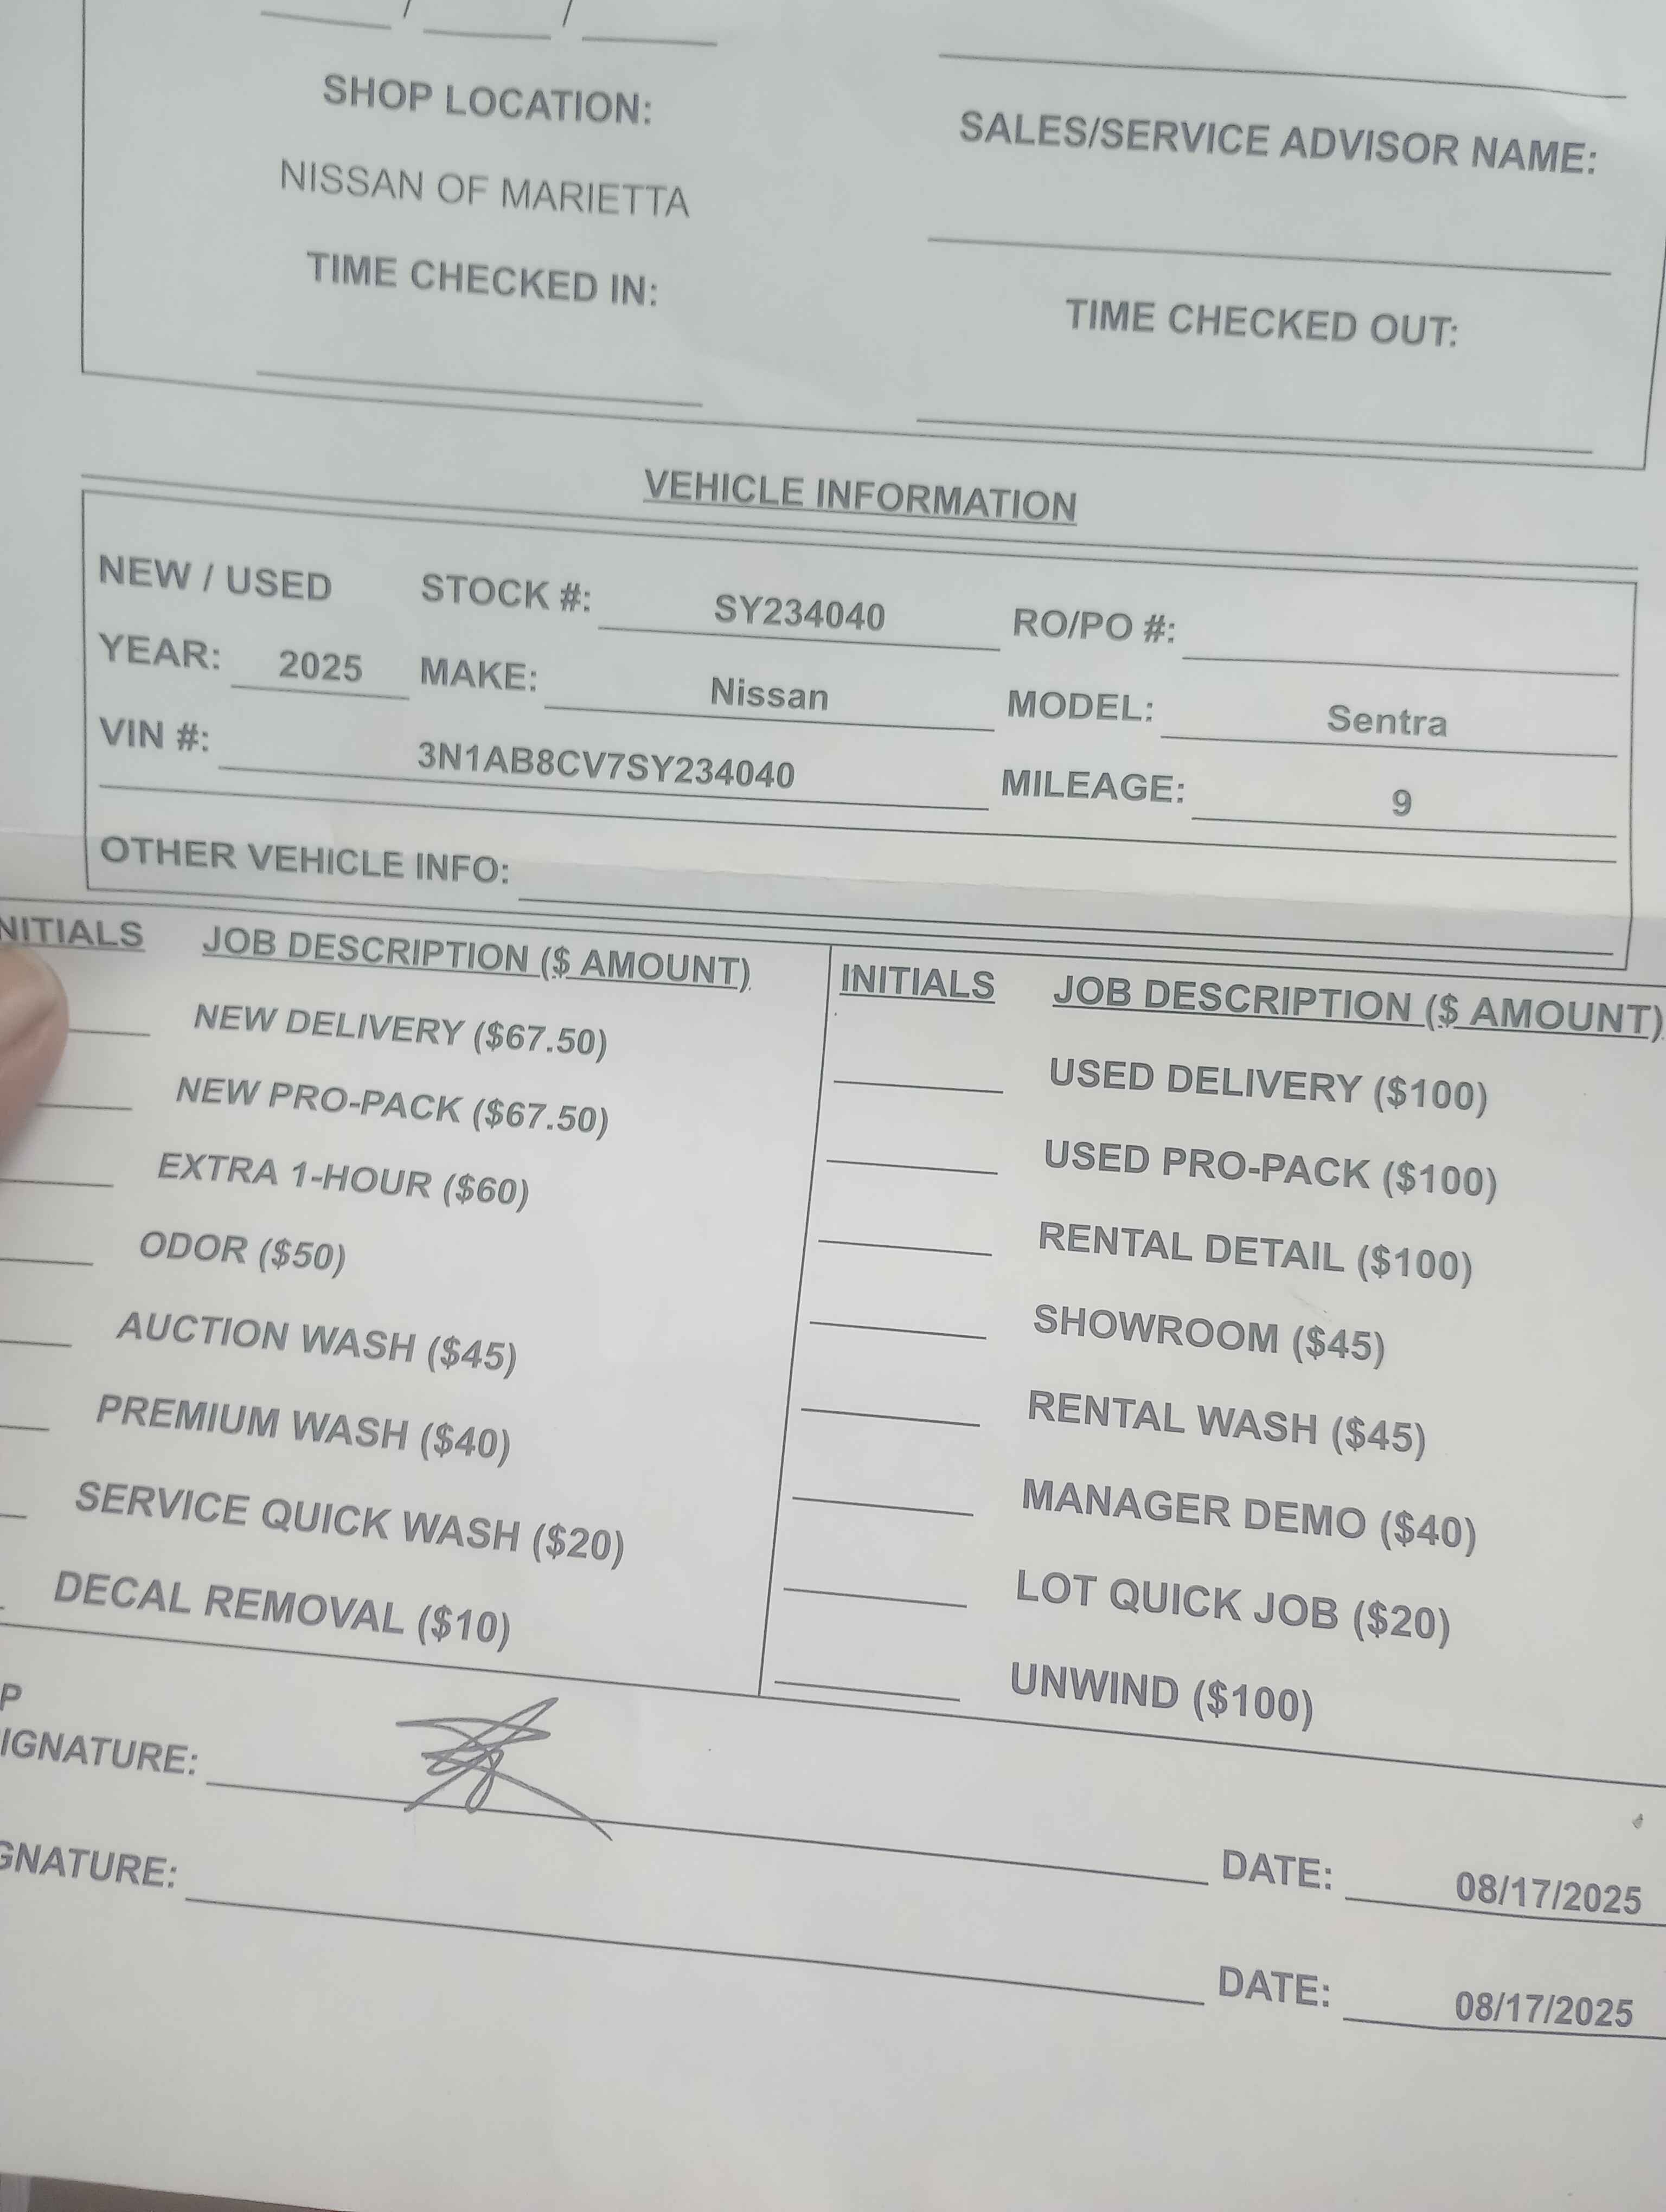 / /
SHOP LOCATION:
SALES/SERVICE ADVISOR NAME:
NISSAN OF MARIETTA
TIME CHECKED IN:
TIME CHECKED OUT:
VEHICLE INFORMATION
NEW / USED STOCK #: SY234040 RO/PO #:
YEAR: 2025 MAKE: Nissan MODEL: Sentra
VIN #: 3N1AB8CV7SY234040 MILEAGE: 9
OTHER VEHICLE INFO:
NITIALS JOB DESCRIPTION ($ AMOUNT)
NEW DELIVERY ($67.50)
NEW PRO-PACK ($67.50)
EXTRA 1-HOUR ($60)
ODOR ($50)
AUCTION WASH ($45)
PREMIUM WASH ($40)
SERVICE QUICK WASH ($20)
DECAL REMOVAL ($10)
INITIALS JOB DESCRIPTION ($ AMOUNT)
USED DELIVERY ($100)
USED PRO-PACK ($100)
RENTAL DETAIL ($100)
SHOWROOM ($45)
RENTAL WASH ($45)
MANAGER DEMO ($40)
LOT QUICK JOB ($20)
UNWIND ($100)
P
IGNATURE: DATE: 08/17/2025
GNATURE: DATE: 08/17/2025